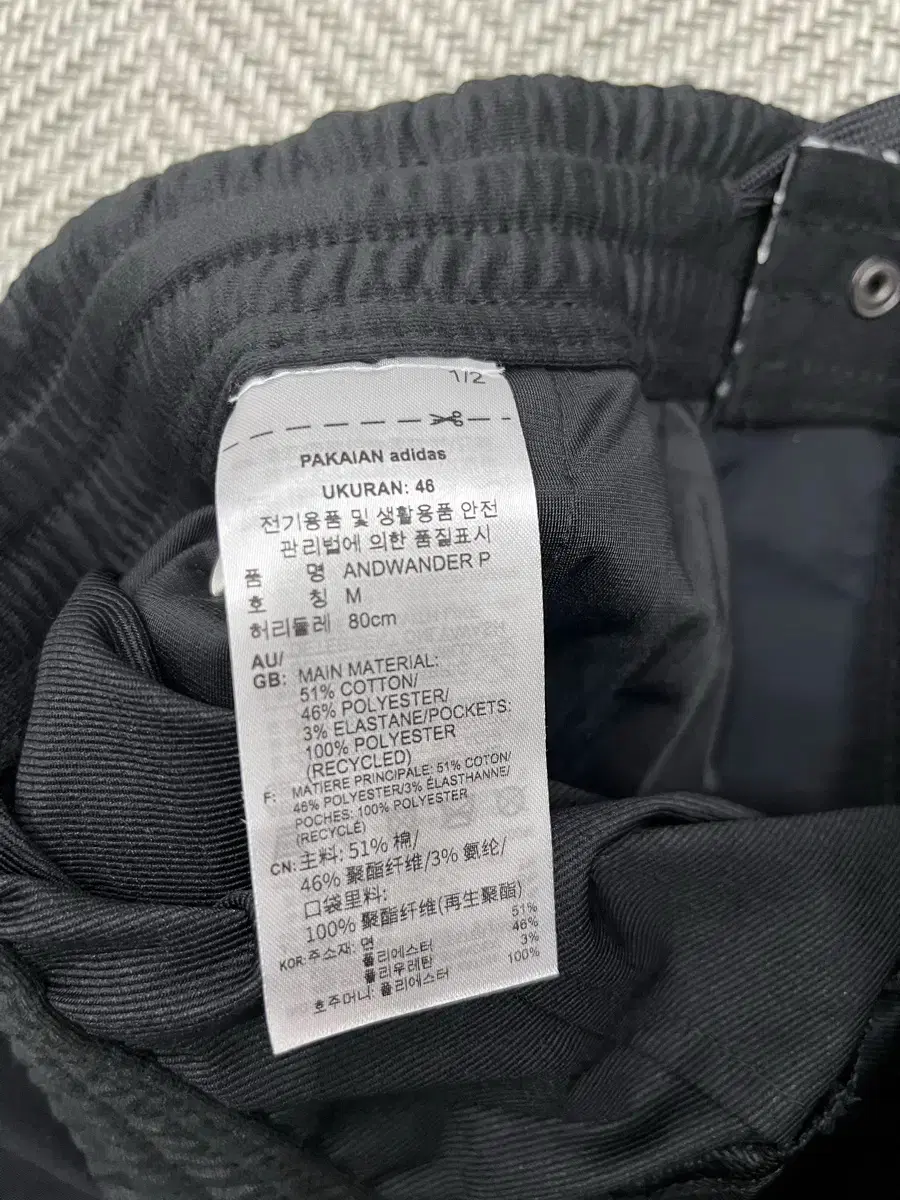 1/2
PAKAIAN adidas
UKURAN: 46
전기용품 및 생활용품 안전
관리법에 의한 품질표시
품 명 ANDWANDER P
호 칭 M
허리둘레 80cm
AU/
GB: MAIN MATERIAL:
51% COTTON/
46% POLYESTER/
3% ELASTANE/POCKETS:
100% POLYESTER
(RECYCLED)
F: MATIERE PRINCIPALE: 51% COTON/
46% POLYESTER/3% ÉLASTHANNE/
POCHES: 100% POLYESTER
(RECYCLÉ)
CN: 主料: 51% 棉/
46% 聚酯纤维/3% 氨纶/
口袋里料:
100% 聚酯纤维(再生聚酯)
KOR: 주소재: 면 51%
폴리에스터 46%
폴리우레탄 3%
호주머니: 폴리에스터 100%